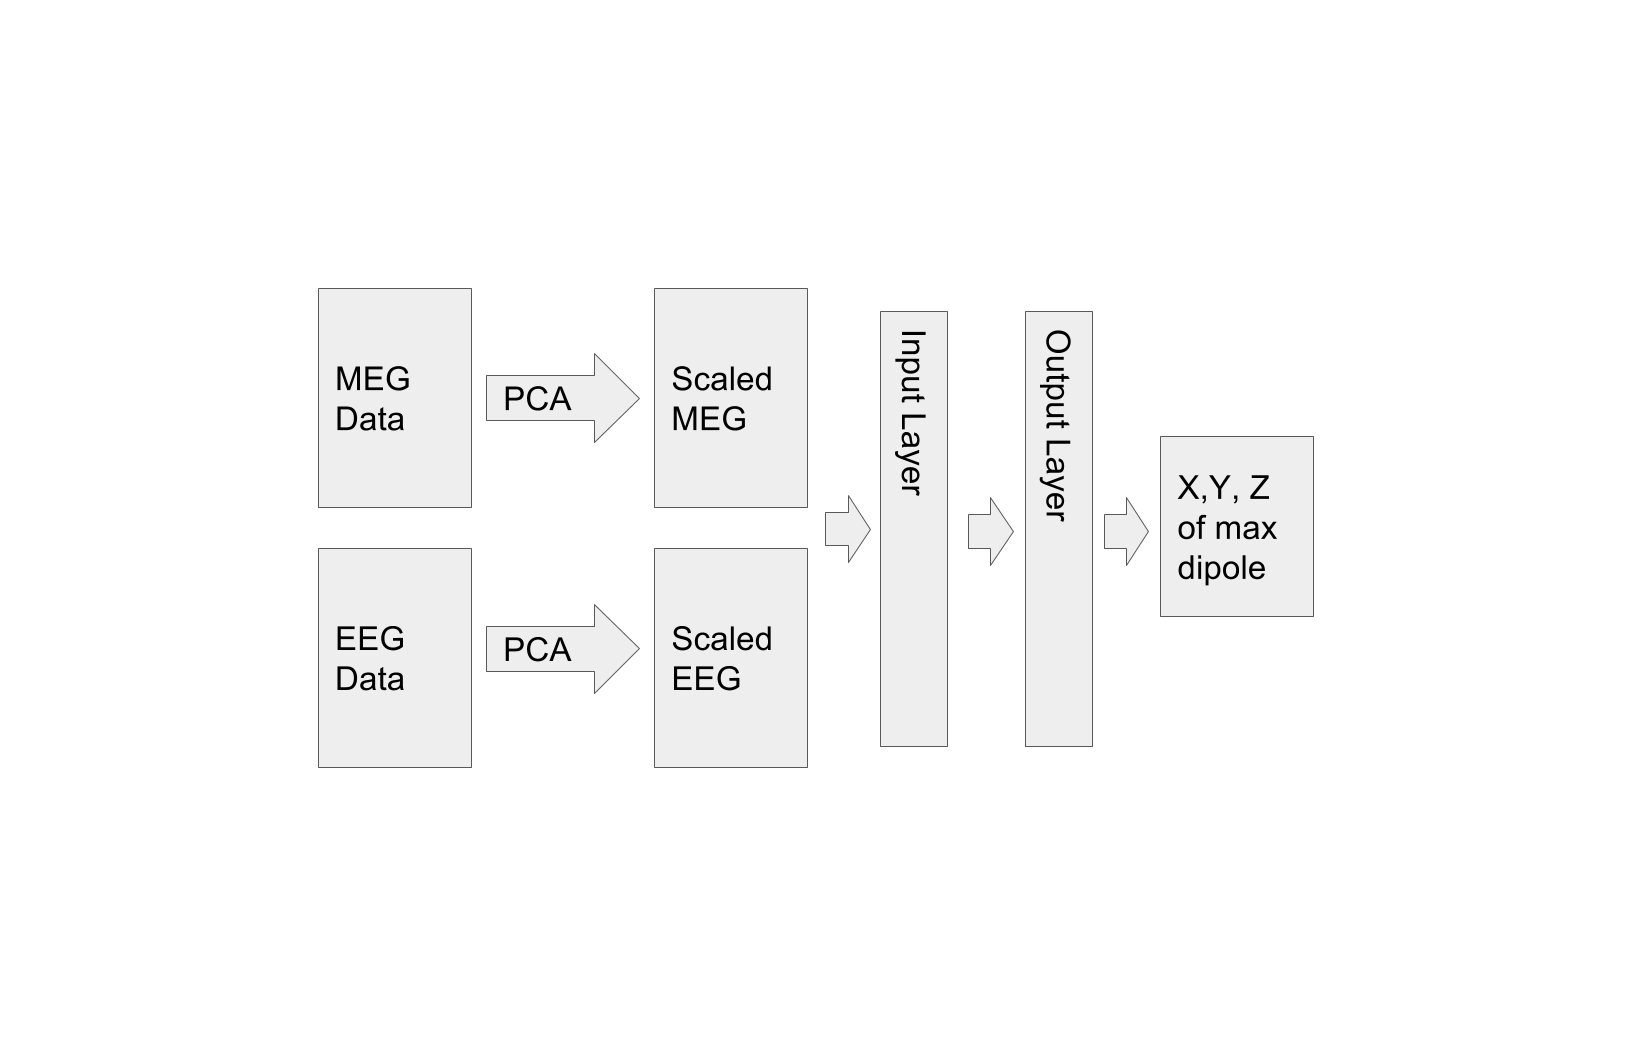 MEG
Data
PCA
Scaled
MEG
EEG
Data
PCA
Scaled
EEG
Input Layer
Output Layer
X,Y, Z
of max
dipole